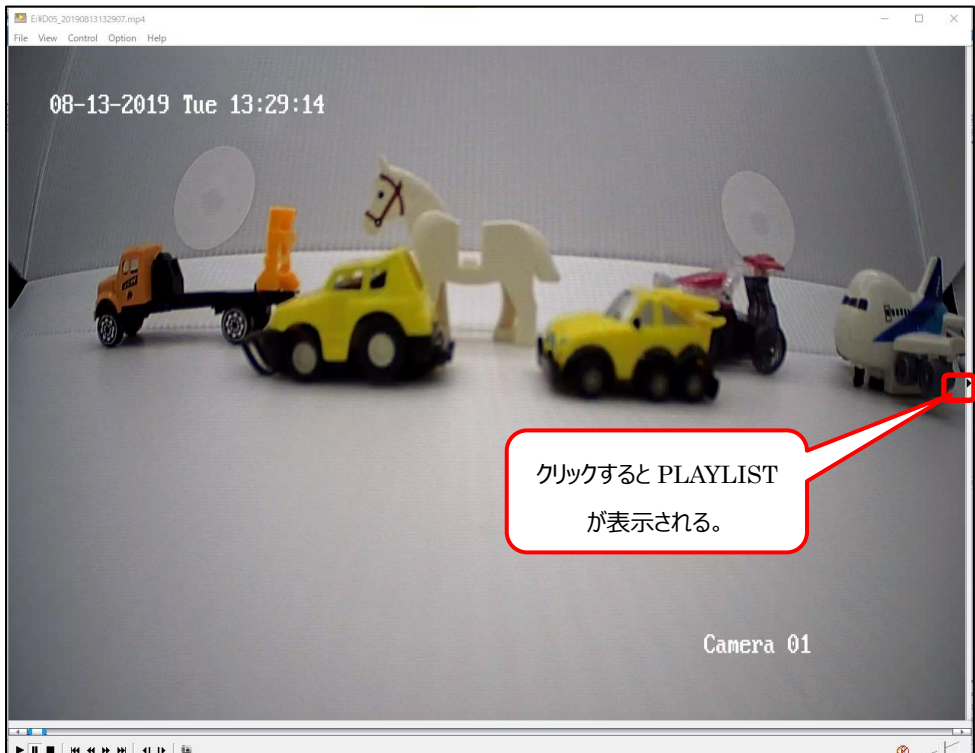 E:¥D05_20190813132907.mp4
File View Control Option Help
08-13-2019 Tue 13:29:14
クリックすると PLAYLIST
が表示される。
Camera 01